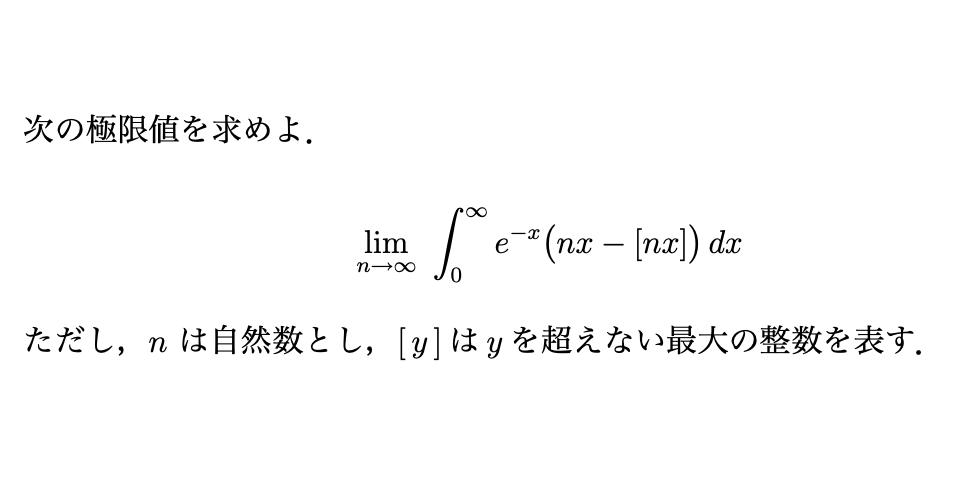 次の極限値を求めよ.
\lim_{n \to \infty} \int_0^\infty e^{-x} (nx - [nx]) dx
ただし，n は自然数とし，[y] は y を超えない最大の整数を表す.